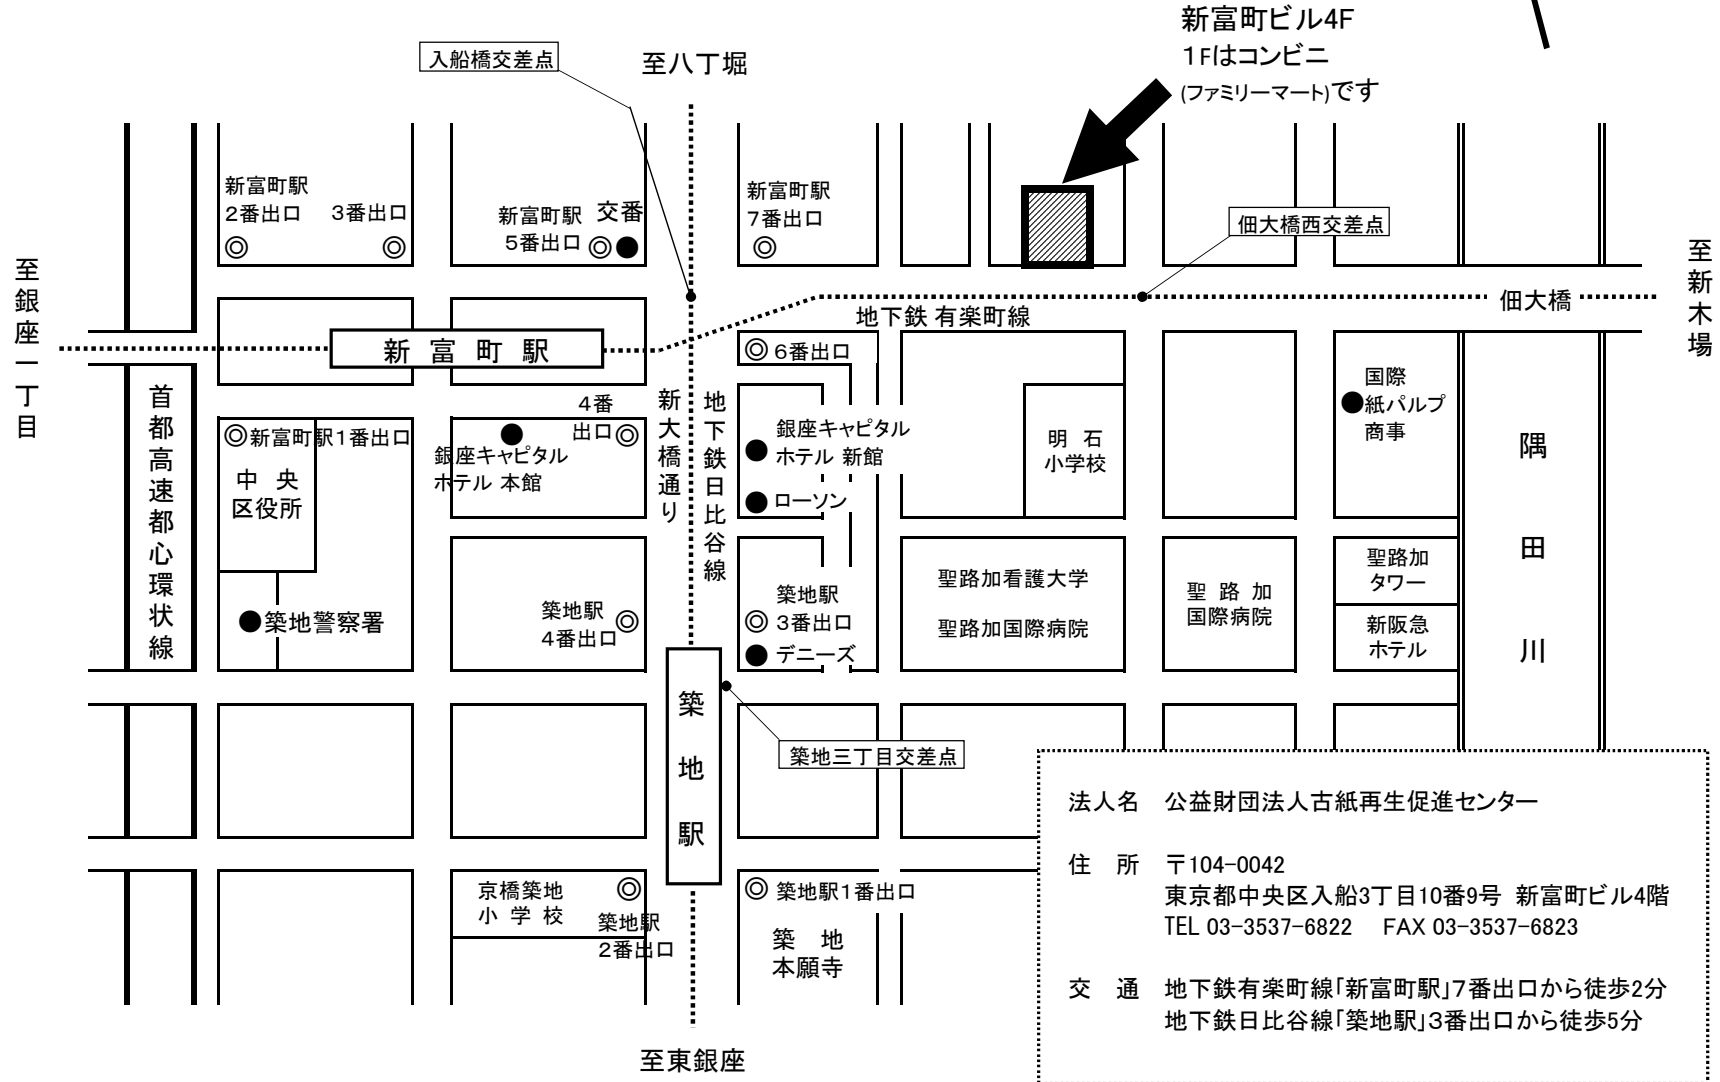 新富町ビル4F
1Fはコンビニ
(ファミリーマート)です
入船橋交差点
至八丁堀
新富町駅
2番出口
3番出口
新富町駅
5番出口
交番
新富町駅
7番出口
佃大橋西交差点
至銀座一丁目
至新木場
佃大橋
地下鉄 有楽町線
新富町駅
6番出口
首都高速都心環状線
新富町駅1番出口
中央
区役所
銀座キャピタル
ホテル 本館
4番
出口
新大橋通り
地下鉄日比谷線
銀座キャピタル
ホテル 新館
ローソン
明石
小学校
国際
紙パルプ
商事
隅田川
築地警察署
築地駅
4番出口
築地駅
3番出口
デニーズ
聖路加看護大学
聖路加国際病院
聖路加
国際病院
聖路加
タワー
新阪急
ホテル
築地駅
築地三丁目交差点
京橋築地
小学校
築地駅
2番出口
築地駅1番出口
築地
本願寺
至東銀座
法人名 公益財団法人古紙再生促進センター
住所 〒104-0042
東京都中央区入船3丁目10番9号 新富町ビル4階
TEL 03-3537-6822 FAX 03-3537-6823
交通 地下鉄有楽町線「新富町駅」7番出口から徒歩2分
地下鉄日比谷線「築地駅」3番出口から徒歩5分